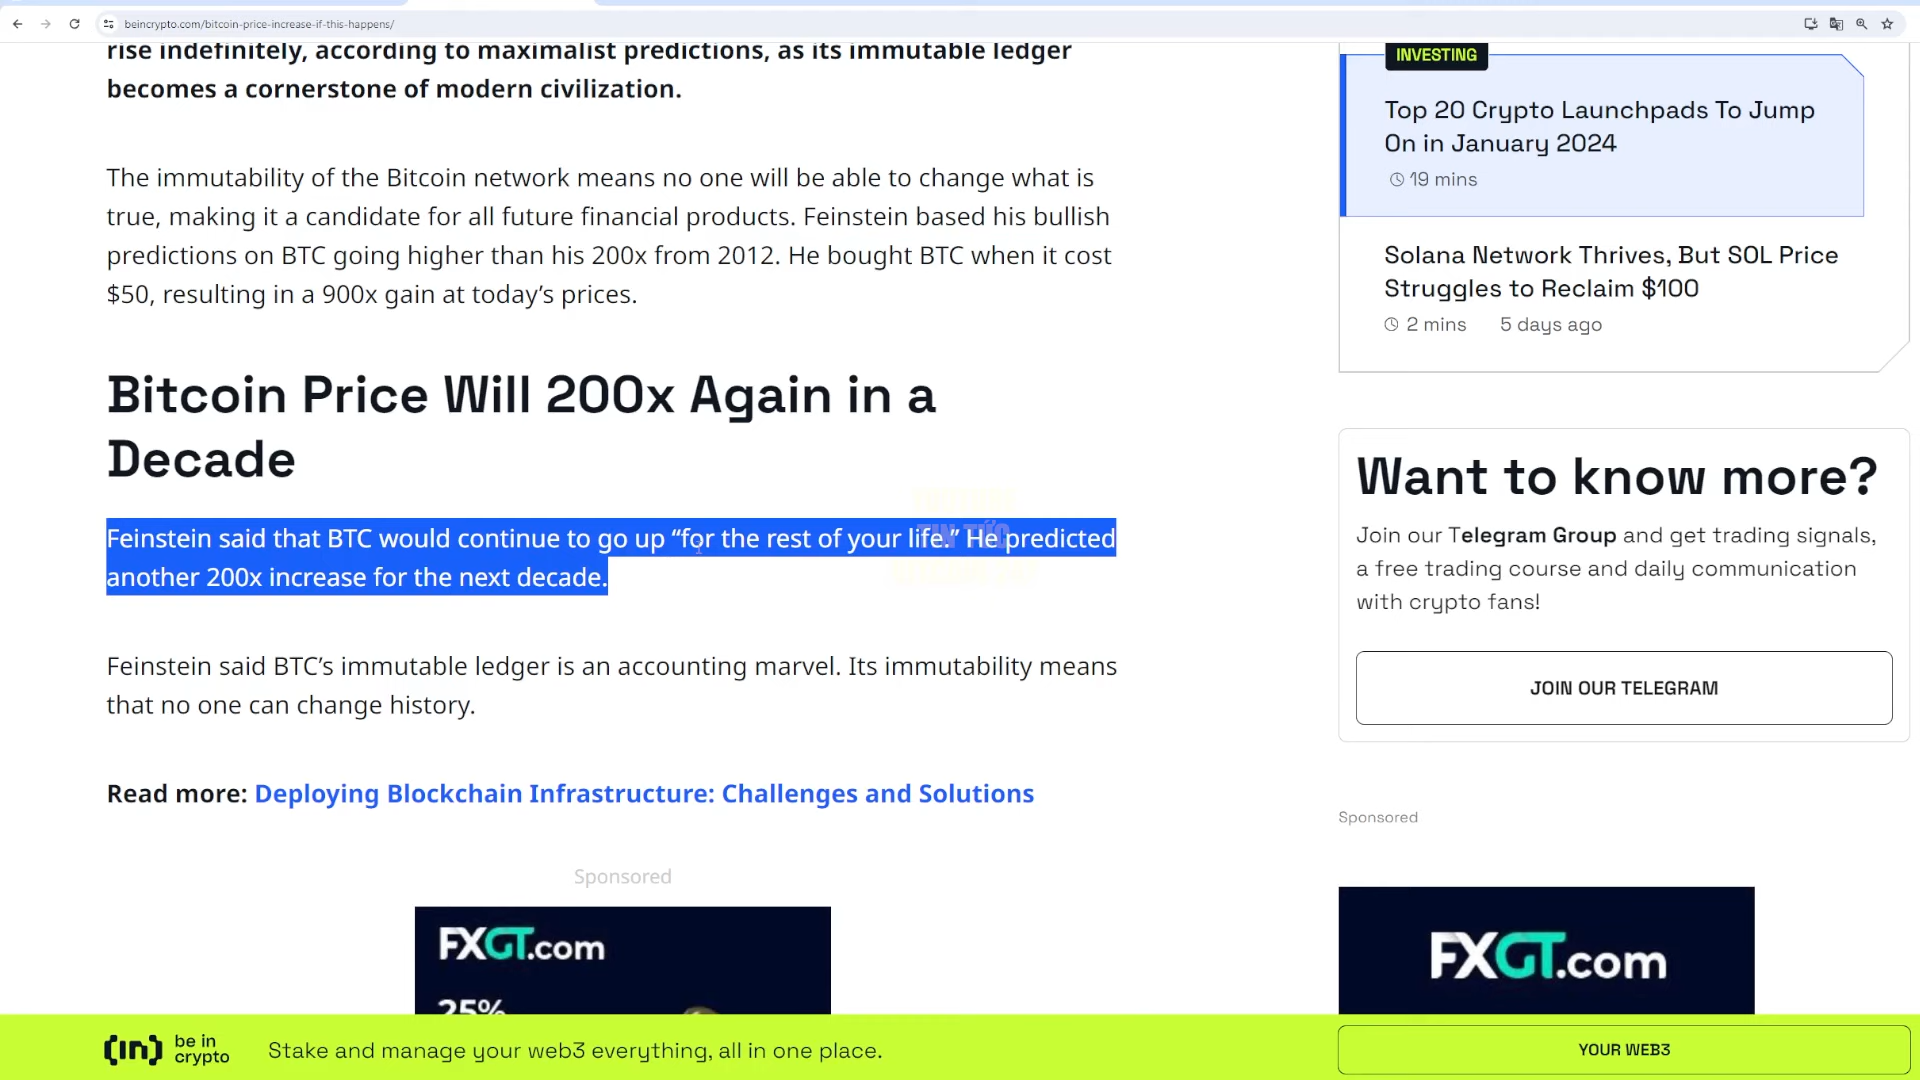 beincrypto.com/bitcoin-price-increase-if-this-happens/
rise indefinitely, according to maximalist predictions, as its immutable ledger
becomes a cornerstone of modern civilization.
The immutability of the Bitcoin network means no one will be able to change what is
true, making it a candidate for all future financial products. Feinstein based his bullish
predictions on BTC going higher than his 200x from 2012. He bought BTC when it cost
$50, resulting in a 900x gain at today’s prices.
Bitcoin Price Will 200x Again in a
Decade
Feinstein said that BTC would continue to go up “for the rest of your life.” He predicted
another 200x increase for the next decade.
TIN TỨC
Feinstein said BTC’s immutable ledger is an accounting marvel. Its immutability means
that no one can change history.
Read more: Deploying Blockchain Infrastructure: Challenges and Solutions
Sponsored
FXGT.com
25%
INVESTING
Top 20 Crypto Launchpads To Jump
On in January 2024
19 mins
Solana Network Thrives, But SOL Price
Struggles to Reclaim $100
2 mins 5 days ago
Want to know more?
Join our Telegram Group and get trading signals,
a free trading course and daily communication
with crypto fans!
JOIN OUR TELEGRAM
Sponsored
FXGT.com
(in) be in
crypto
Stake and manage your web3 everything, all in one place.
YOUR WEB3